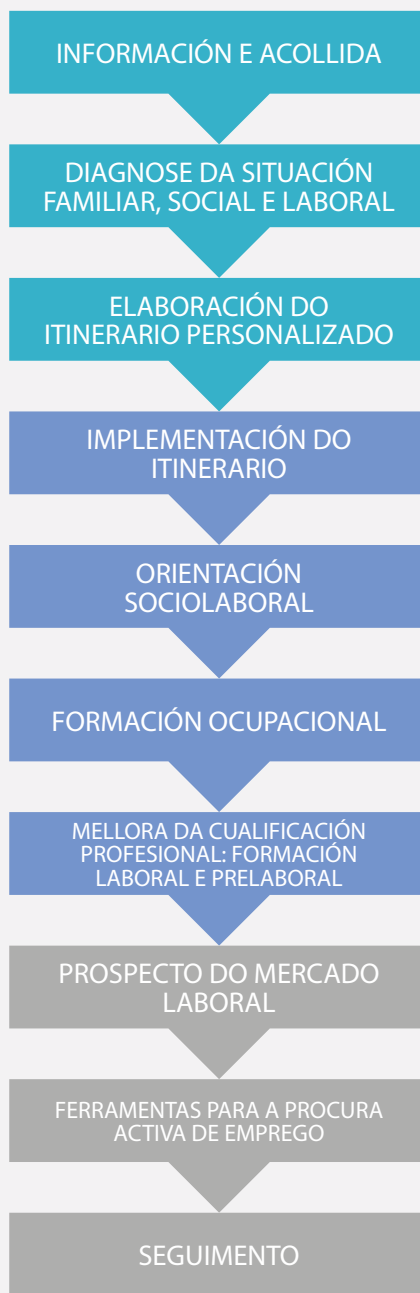 INFORMACIÓN E ACOLLIDA
DIAGNOSE DA SITUACIÓN
FAMILIAR, SOCIAL E LABORAL
ELABORACIÓN DO
ITINERARIO PERSONALIZADO
IMPLEMENTACIÓN DO
ITINERARIO
ORIENTACIÓN
SOCIOLABORAL
FORMACIÓN OCUPACIONAL
MELLORA DA CUALIFICACIÓN
PROFESIONAL: FORMACIÓN
LABORAL E PRELABORAL
PROSPECTO DO MERCADO
LABORAL
FERRAMENTAS PARA A PROCURA
ACTIVA DE EMPREGO
SEGUIMENTO